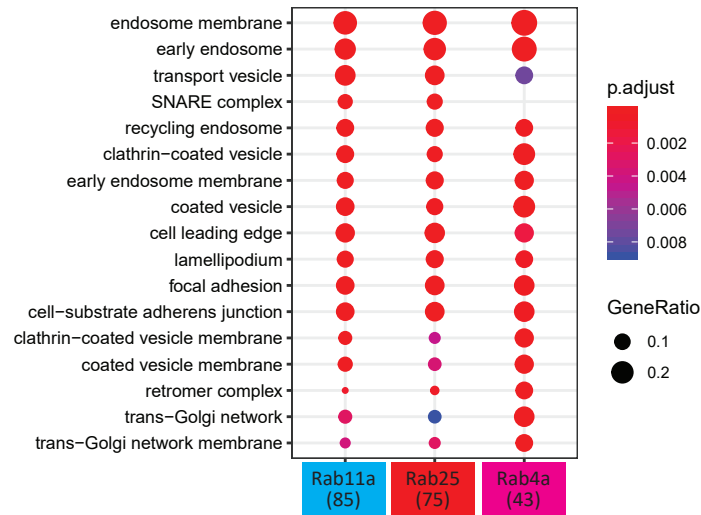 endosome membrane
early endosome
transport vesicle
SNARE complex
recycling endosome
clathrin−coated vesicle
early endosome membrane
coated vesicle
cell leading edge
lamellipodium
focal adhesion
cell−substrate adherens junction
clathrin−coated vesicle membrane
coated vesicle membrane
retromer complex
trans−Golgi network
trans−Golgi network membrane
Rab11a
(85)
Rab25
(75)
Rab4a
(43)
p.adjust
0.002
0.004
0.006
0.008
GeneRatio
0.1
0.2